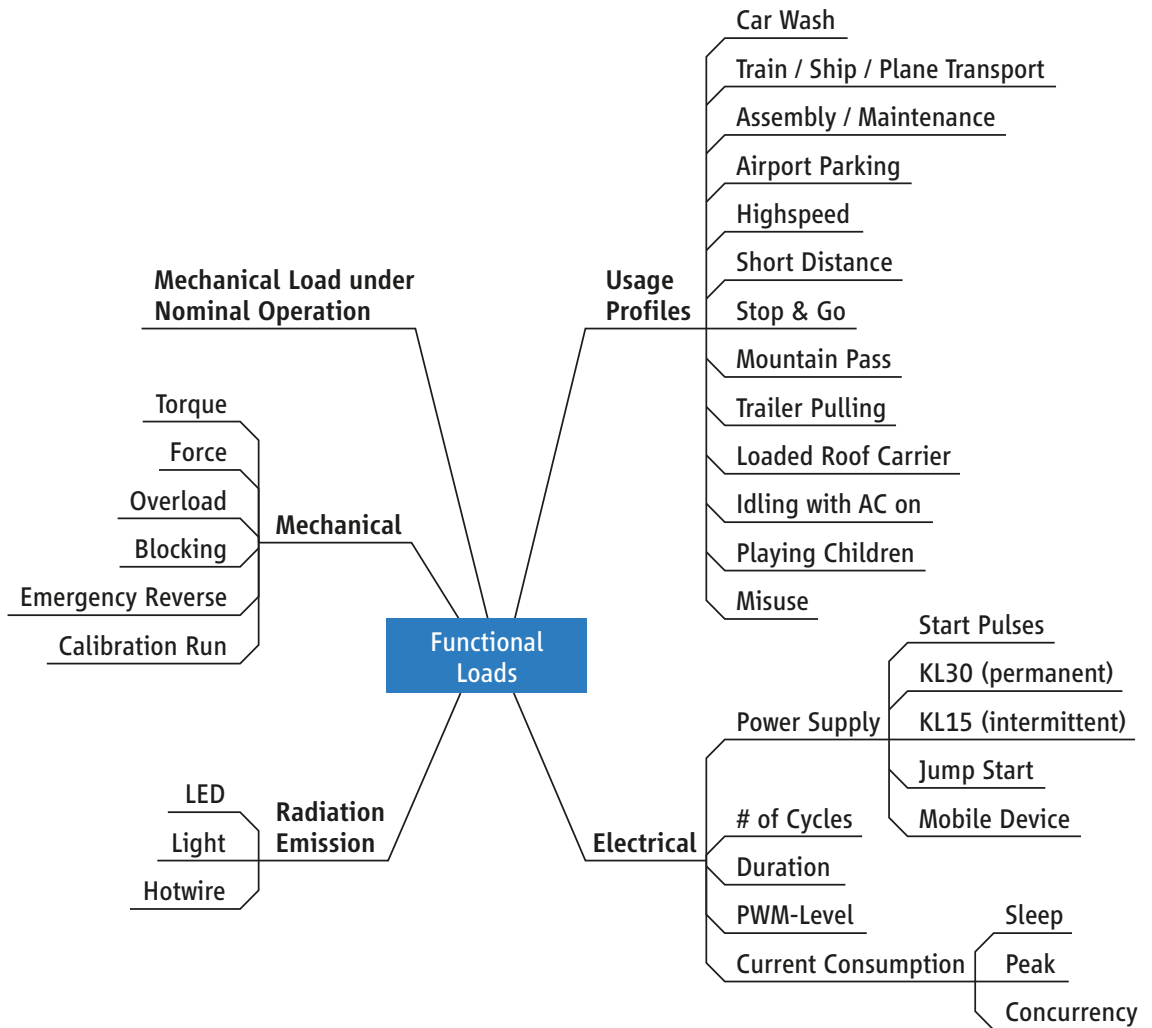 Car Wash
Train / Ship / Plane Transport
Assembly / Maintenance
Airport Parking
Highspeed
Short Distance
Stop & Go
Mountain Pass
Trailer Pulling
Loaded Roof Carrier
Idling with AC on
Playing Children
Misuse
Usage
Profiles
Mechanical Load under
Nominal Operation
Torque
Force
Overload
Blocking
Emergency Reverse
Calibration Run
Mechanical
Functional
Loads
LED
Light
Hotwire
Radiation
Emission
Electrical
Power Supply
Start Pulses
KL30 (permanent)
KL15 (intermittent)
Jump Start
Mobile Device
# of Cycles
Duration
PWM-Level
Current Consumption
Sleep
Peak
Concurrency